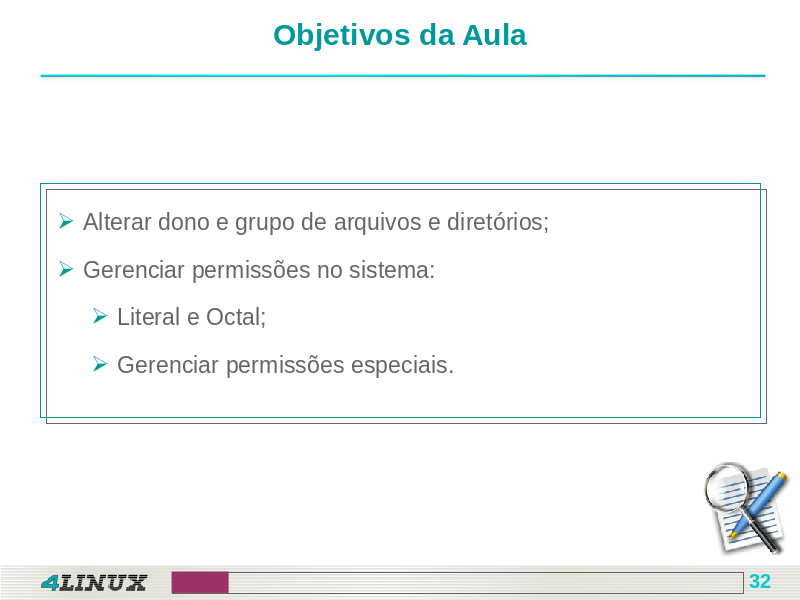 Objetivos da Aula
Alterar dono e grupo de arquivos e diretórios;
Gerenciar permissões no sistema:
Literal e Octal;
Gerenciar permissões especiais.
4LINUX
32